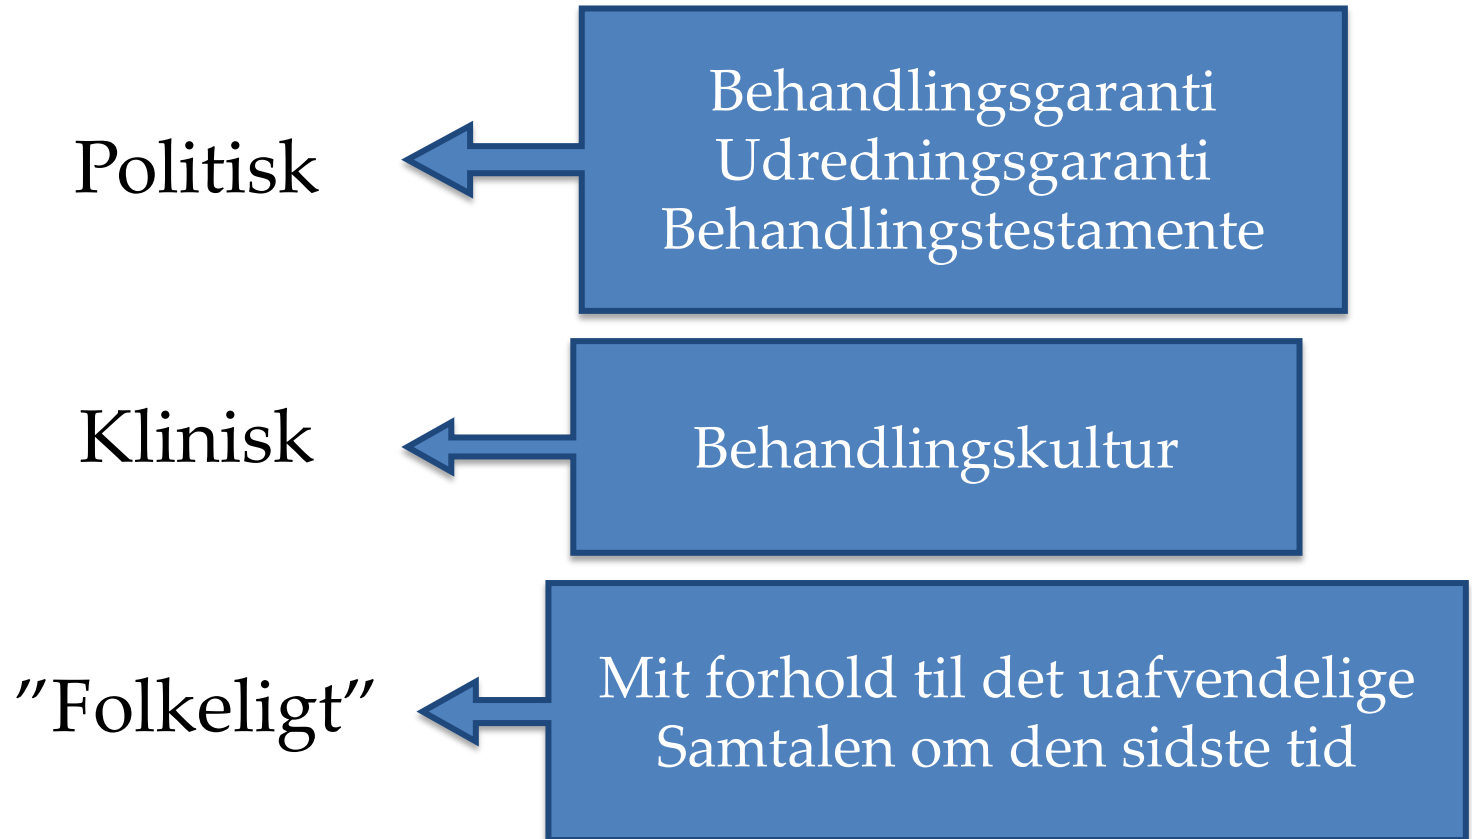 Politisk
Behandlingsgaranti
Udredningsgaranti
Behandlingstestamente
Klinisk
Behandlingskultur
”Folkeligt”
Mit forhold til det uafvendelige
Samtalen om den sidste tid